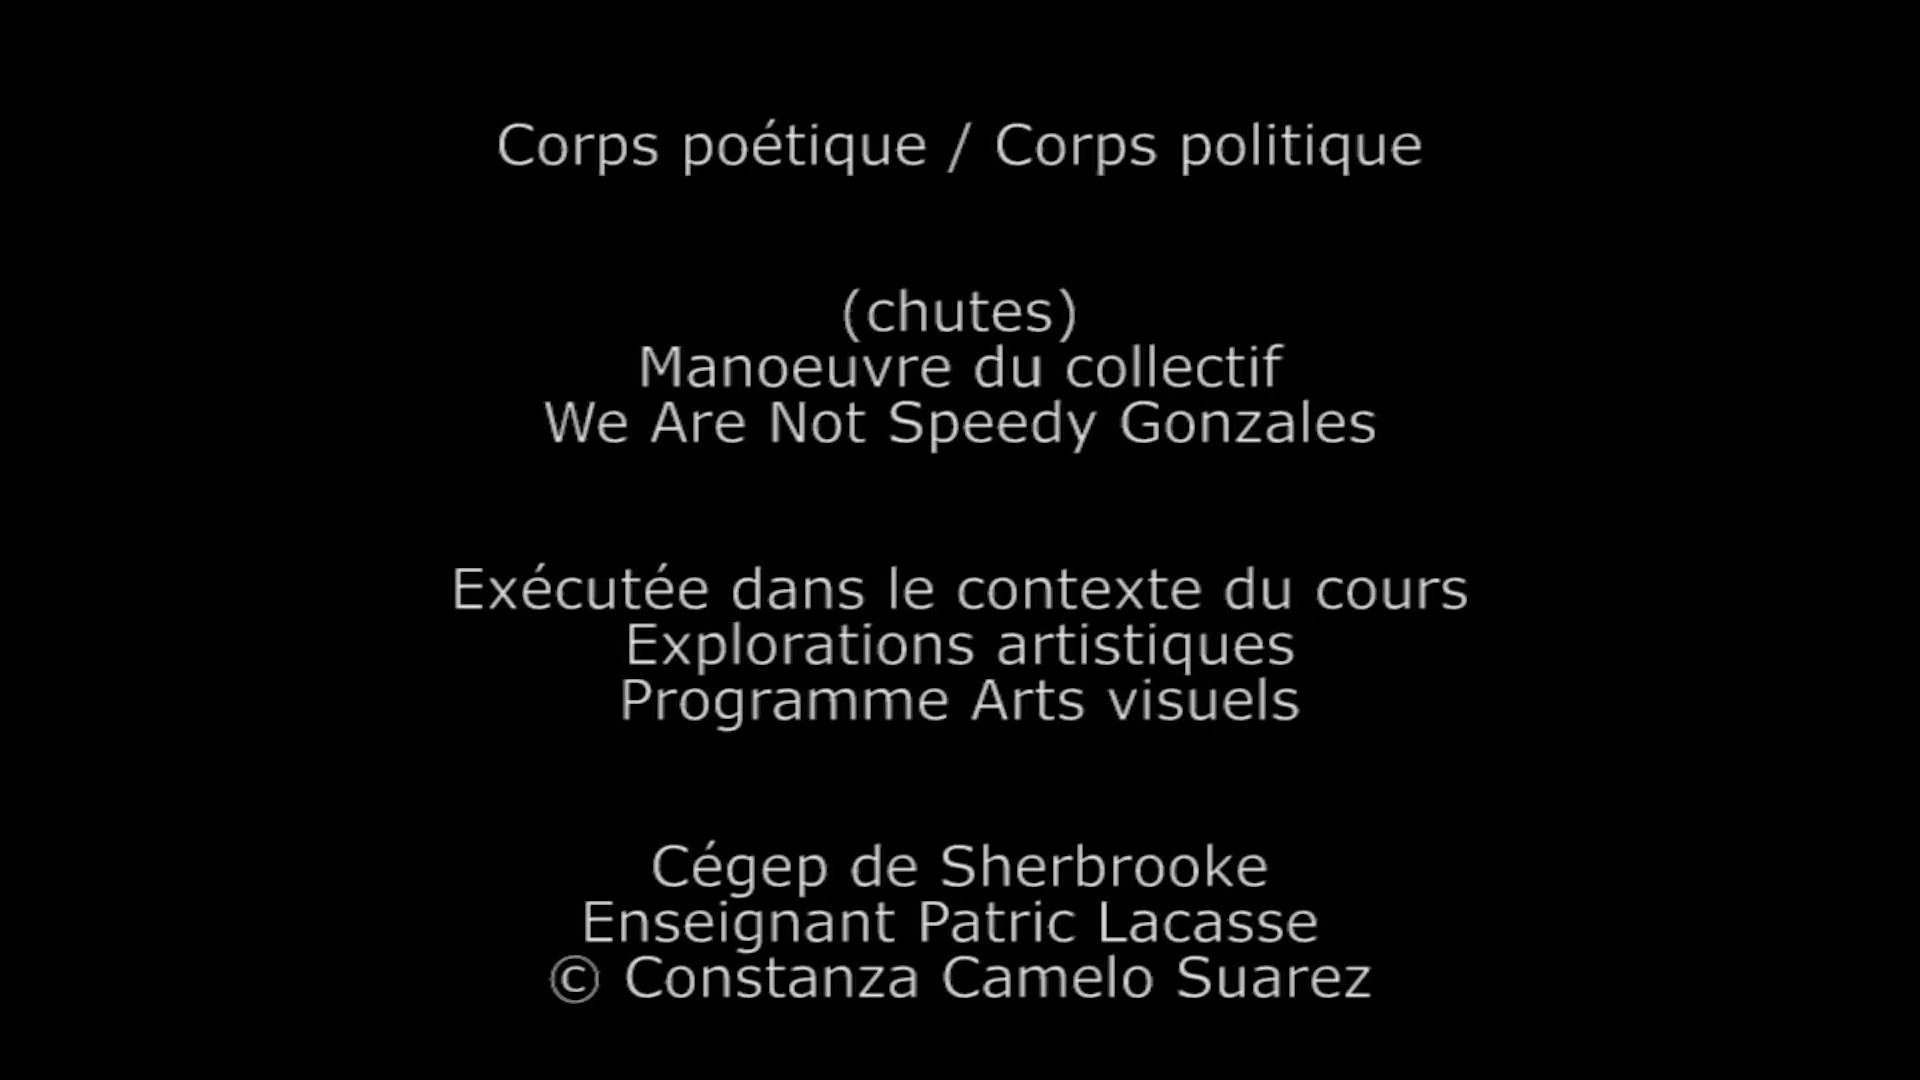 Corps poétique / Corps politique
(chutes)
Manoeuvre du collectif
We Are Not Speedy Gonzales
Exécutée dans le contexte du cours
Explorations artistiques
Programme Arts visuels
Cégep de Sherbrooke
Enseignant Patric Lacasse
© Constanza Camelo Suarez